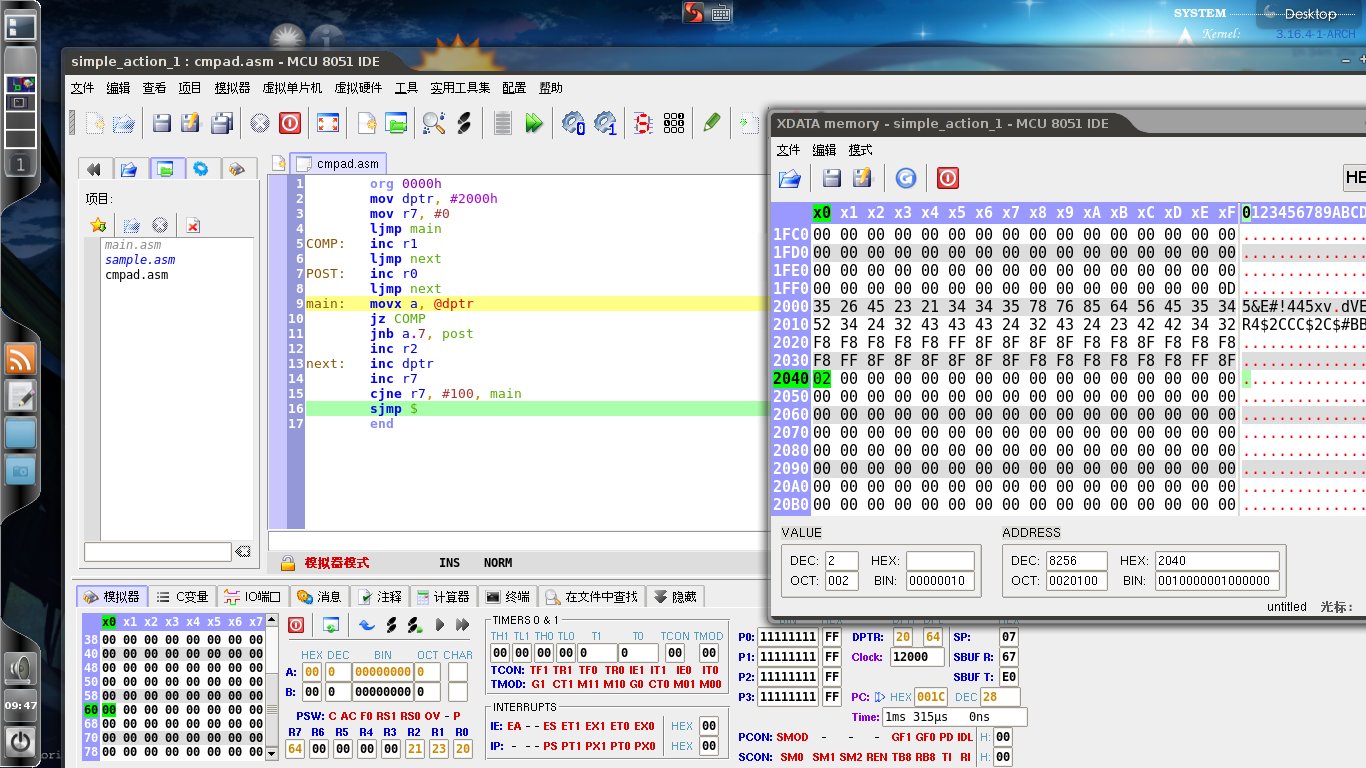 SYSTEM
Desktop
Kernel:
3.16.4-1-ARCH
simple_action_1 : cmpad.asm - MCU 8051 IDE
文件 编辑 查看 项目 模拟器 虚拟单片机 虚拟硬件 工具 实用工具集 配置 帮助
cmpad.asm
项目:
main.asm
sample.asm
cmpad.asm
1 org 0000h
2 mov dptr, #2000h
3 mov r7, #0
4 ljmp main
5 COMP: inc r1
6 ljmp next
7 POST: inc r0
8 ljmp next
9 main: movx a, @dptr
10 jz COMP
11 jnb a.7, post
12 inc r2
13 next: inc dptr
14 inc r7
15 cjne r7, #100, main
16 sjmp $
17 end
模拟器模式 INS NORM
XDATA memory - simple_action_1 - MCU 8051 IDE
文件 编辑 模式
HE
x0 x1 x2 x3 x4 x5 x6 x7 x8 x9 xA xB xC xD xE xF 0123456789ABCD
1FC0 00 00 00 00 00 00 00 00 00 00 00 00 00 00 00 00 ..............
1FD0 00 00 00 00 00 00 00 00 00 00 00 00 00 00 00 00 ..............
1FE0 00 00 00 00 00 00 00 00 00 00 00 00 00 00 00 00 ..............
1FF0 00 00 00 00 00 00 00 00 00 00 00 00 00 00 00 0D ..............
2000 35 26 45 23 21 34 34 35 78 76 85 64 56 45 35 34 5&E#!445xv.dVE
2010 52 34 24 32 43 43 43 24 32 43 24 23 42 42 34 32 R4$2CCC$2C$#BB
2020 F8 F8 8F F8 F8 FF 8F 8F 8F F8 F8 8F F8 F8 F8 F8 ..............
2030 F8 FF 8F 8F 8F 8F 8F 8F F8 F8 F8 F8 F8 F8 FF 8F ..............
2040 02 00 00 00 00 00 00 00 00 00 00 00 00 00 00 00 ..............
2050 00 00 00 00 00 00 00 00 00 00 00 00 00 00 00 00 ..............
2060 00 00 00 00 00 00 00 00 00 00 00 00 00 00 00 00 ..............
2070 00 00 00 00 00 00 00 00 00 00 00 00 00 00 00 00 ..............
2080 00 00 00 00 00 00 00 00 00 00 00 00 00 00 00 00 ..............
2090 00 00 00 00 00 00 00 00 00 00 00 00 00 00 00 00 ..............
20A0 00 00 00 00 00 00 00 00 00 00 00 00 00 00 00 00 ..............
20B0 00 00 00 00 00 00 00 00 00 00 00 00 00 00 00 00 ..............
VALUE ADDRESS
DEC: 2 HEX: DEC: 8256 HEX: 2040
OCT: 002 BIN: 00000010 OCT: 0020100 BIN: 0010000001000000
untitled 光标:
模拟器 C变量 IO端口 消息 注释 计算器 终端 在文件中查找 隐藏
x0 x1 x2 x3 x4 x5 x6 x7
38 00 00 00 00 00 00 00 00
40 00 00 00 00 00 00 00 00
48 00 00 00 00 00 00 00 00
50 00 00 00 00 00 00 00 00
58 00 00 00 00 00 00 00 00
60 00 00 00 00 00 00 00 00
68 00 00 00 00 00 00 00 00
70 00 00 00 00 00 00 00 00
78 00 00 00 00 00 00 00 00
HEX DEC BIN OCT CHAR
A: 00 0 00000000 0
B: 00 0 00000000 0
PSW: C AC F0 RS1 RS0 OV - P
R7 R6 R5 R4 R3 R2 R1 R0
64 00 00 00 00 21 23 20
TIMERS 0 & 1
TH1 TL1 TH0 TL0 T1 T0 TCON TMOD
00 00 00 00 0 0 00 00
TCON: TF1 TR1 TF0 TR0 IE1 IT1 IE0 IT0
TMOD: G1 CT1 M11 M10 G0 CT0 M01 M00
INTERRUPTS
IE: EA - - ES ET1 EX1 ET0 EX0 HEX 00
IP: - - - PS PT1 PX1 PT0 PX0 HEX 00
P0: 11111111 FF
P1: 11111111 FF
P2: 11111111 FF
P3: 11111111 FF
DPTR: 20 64 SP: 07
Clock: 12000 SBUF R: 67
SBUF T: E0
PC: HEX 001C DEC 28
Time: 1ms 315µs 0ns
PCON: SMOD - - - GF1 GF0 PD IDL H: 00
SCON: SM0 SM1 SM2 REN TB8 RB8 TI RI H: 00
1
09:47